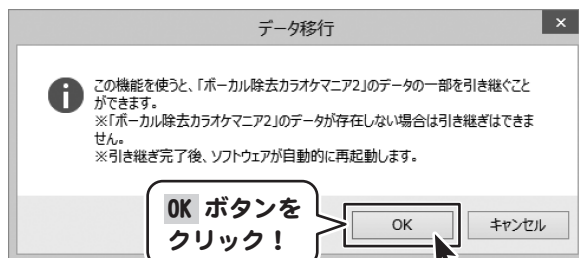 データ移行
×
この機能を使うと、「ボーカル除去カラオケマニア2」のデータの一部を引き継ぐこと
ができます。
※「ボーカル除去カラオケマニア2」のデータが存在しない場合は引き継ぎはできま
せん。
※引き継ぎ完了後、ソフトウェアが自動的に再起動します。
OK ボタンを
クリック！
OK
キャンセル